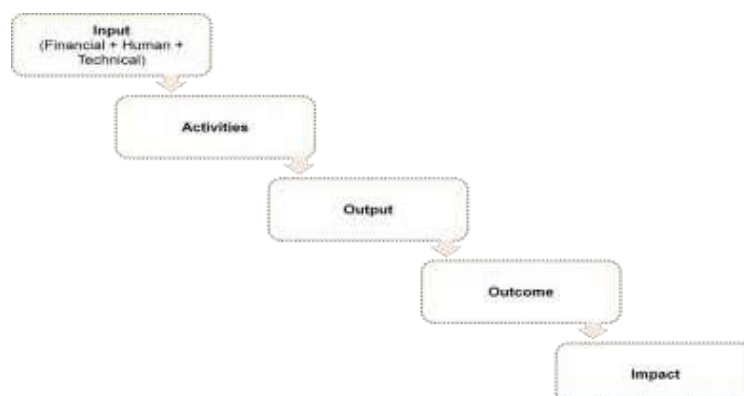 Input
(Financial + Human +
Technical)
Activities
Output
Outcome
Impact